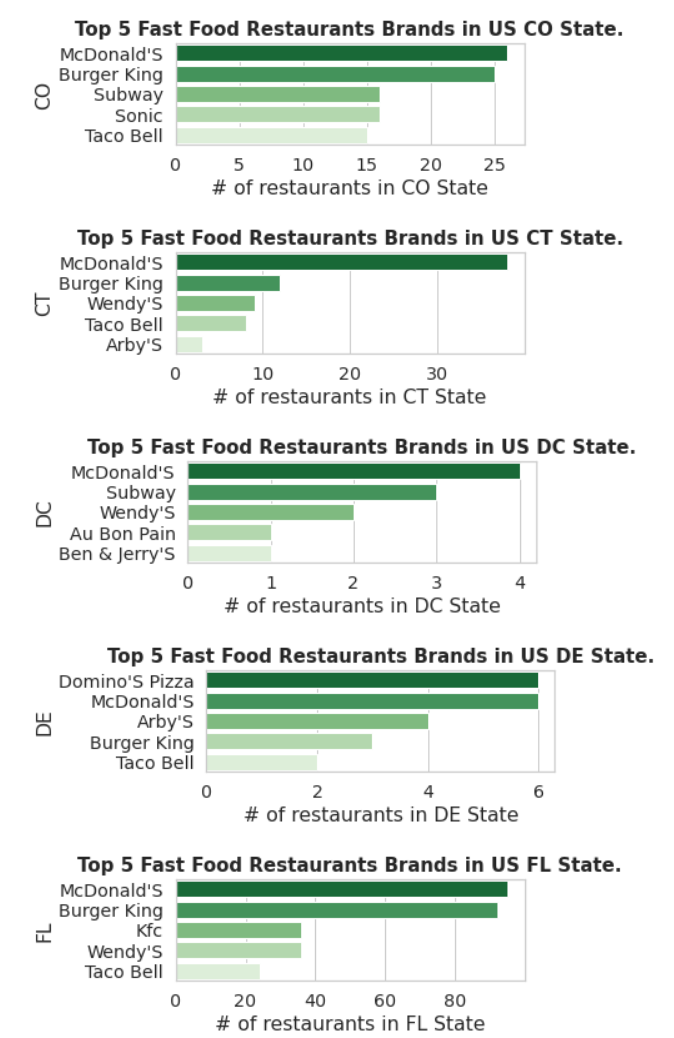 Top 5 Fast Food Restaurants Brands in US CO State.
McDonald'S
Burger King
Subway
Sonic
Taco Bell
CO
0 5 10 15 20 25
# of restaurants in CO State
Top 5 Fast Food Restaurants Brands in US CT State.
McDonald'S
Burger King
Wendy'S
Taco Bell
Arby'S
CT
0 10 20 30
# of restaurants in CT State
Top 5 Fast Food Restaurants Brands in US DC State.
McDonald'S
Subway
Wendy'S
Au Bon Pain
Ben & Jerry'S
DC
0 1 2 3 4
# of restaurants in DC State
Top 5 Fast Food Restaurants Brands in US DE State.
Domino'S Pizza
McDonald'S
Arby'S
Burger King
Taco Bell
DE
0 2 4 6
# of restaurants in DE State
Top 5 Fast Food Restaurants Brands in US FL State.
McDonald'S
Burger King
Kfc
Wendy'S
Taco Bell
FL
0 20 40 60 80
# of restaurants in FL State